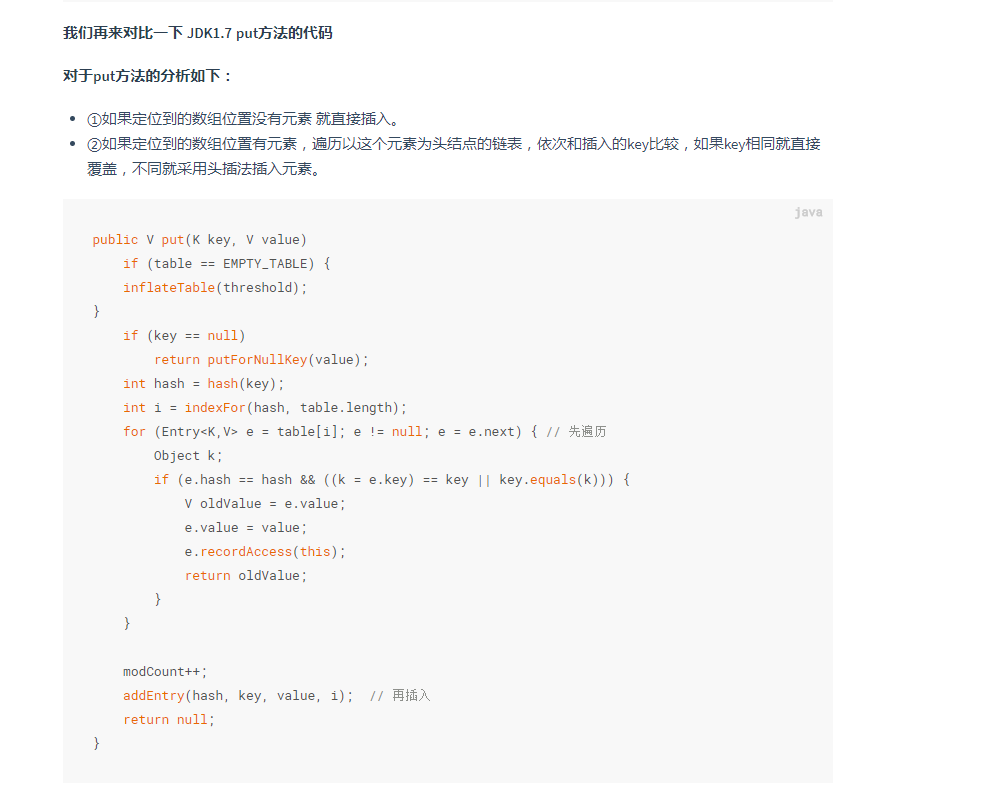 我们再来对比一下 JDK1.7 put方法的代码
对于put方法的分析如下：
• ①如果定位到的数组位置没有元素 就直接插入。
• ②如果定位到的数组位置有元素，遍历以这个元素为头结点的链表，依次和插入的key比较，如果key相同就直接
覆盖，不同就采用头插法插入元素。
java
public V put(K key, V value)
    if (table == EMPTY_TABLE) {
    inflateTable(threshold);
}
    if (key == null)
        return putForNullKey(value);
    int hash = hash(key);
    int i = indexFor(hash, table.length);
    for (Entry<K,V> e = table[i]; e != null; e = e.next) { // 先遍历
        Object k;
        if (e.hash == hash && ((k = e.key) == key || key.equals(k))) {
            V oldValue = e.value;
            e.value = value;
            e.recordAccess(this);
            return oldValue;
        }
    }
    modCount++;
    addEntry(hash, key, value, i);  // 再插入
    return null;
}